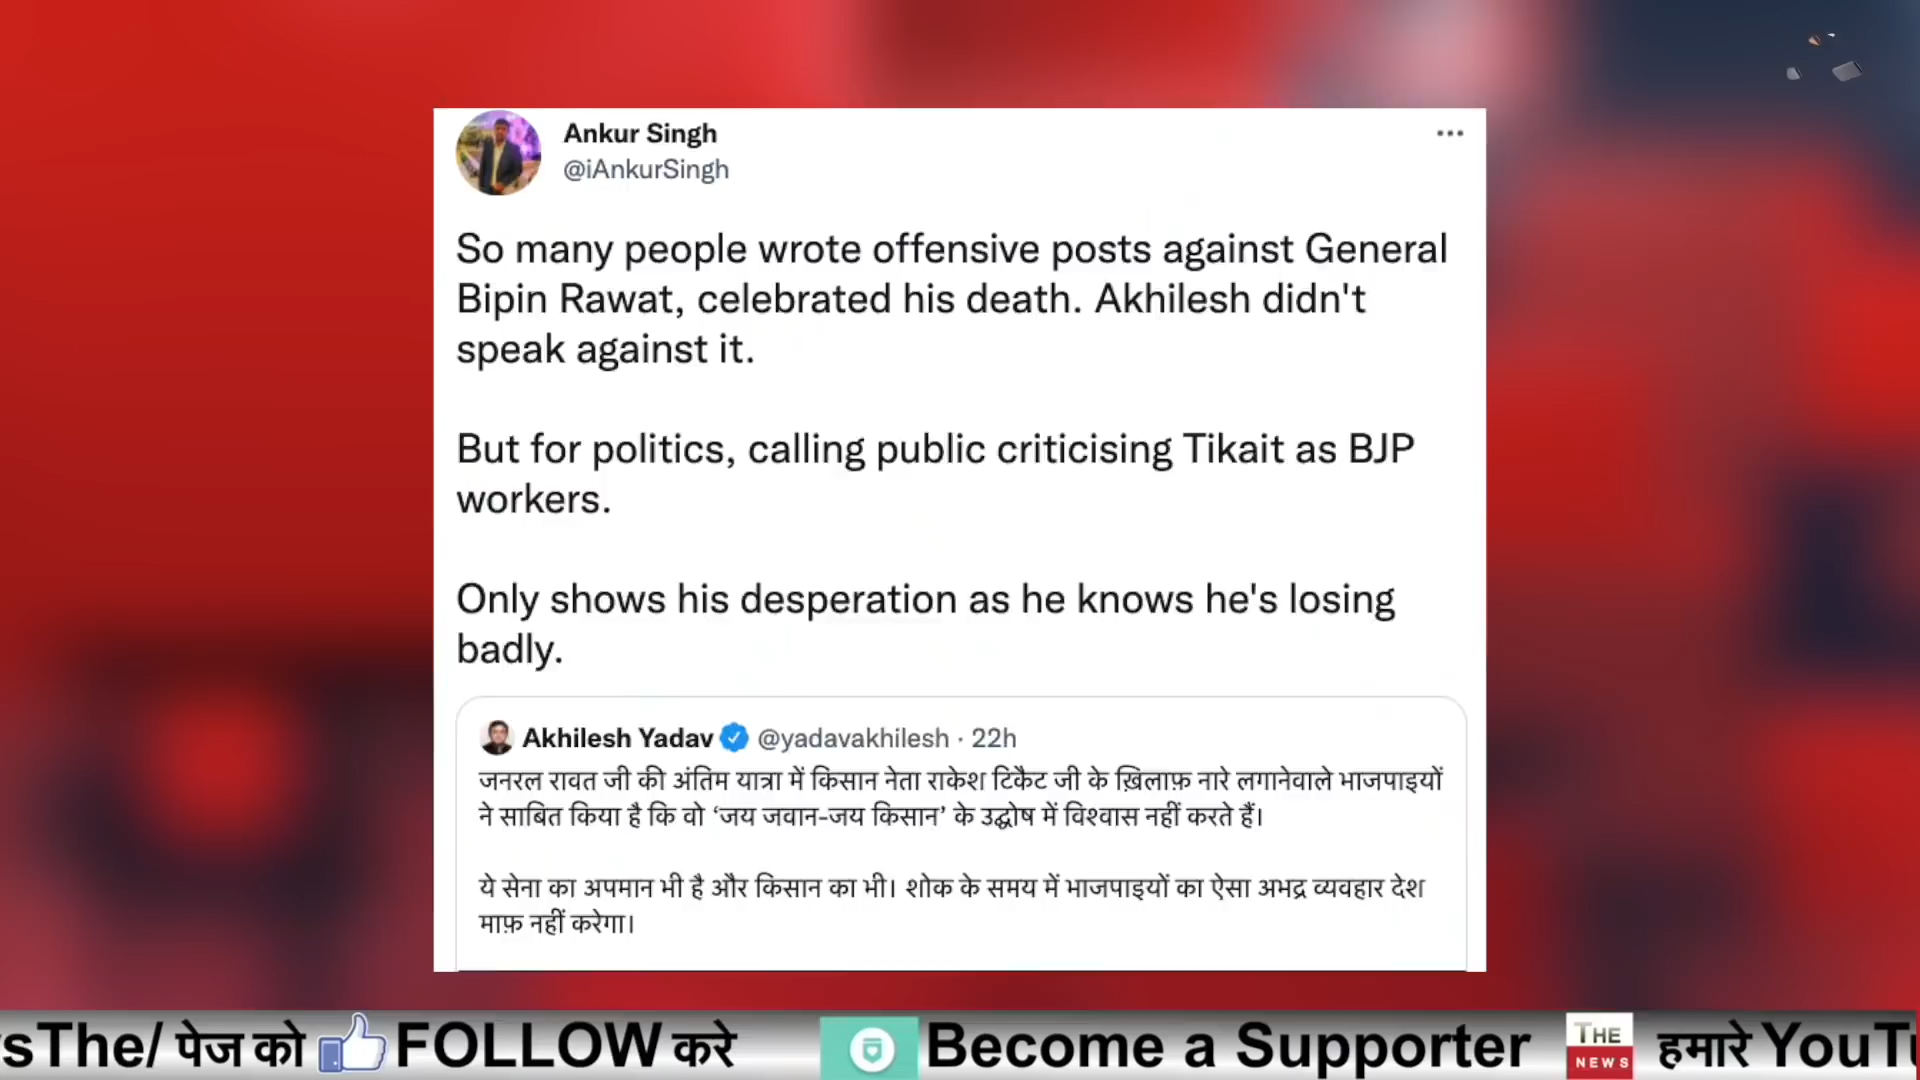 Ankur Singh
@iAnkurSingh
So many people wrote offensive posts against General
Bipin Rawat, celebrated his death. Akhilesh didn't
speak against it.
But for politics, calling public criticising Tikait as BJP
workers.
Only shows his desperation as he knows he's losing
badly.
Akhilesh Yadav @yadavakhilesh · 22h
जनरल रावत जी की अंतिम यात्रा में किसान नेता राकेश टिकैट जी के ख़िलाफ़ नारे लगानेवाले भाजपाइयों
ने साबित किया है कि वो ‘जय जवान-जय किसान’ के उद्घोष में विश्वास नहीं करते हैं।
ये सेना का अपमान भी है और किसान का भी। शोक के समय में भाजपाइयों का ऐसा अभद्र व्यवहार देश
माफ़ नहीं करेगा।
sThe/ पेज को FOLLOW करे Become a Supporter THE NEWS हमारे YouT